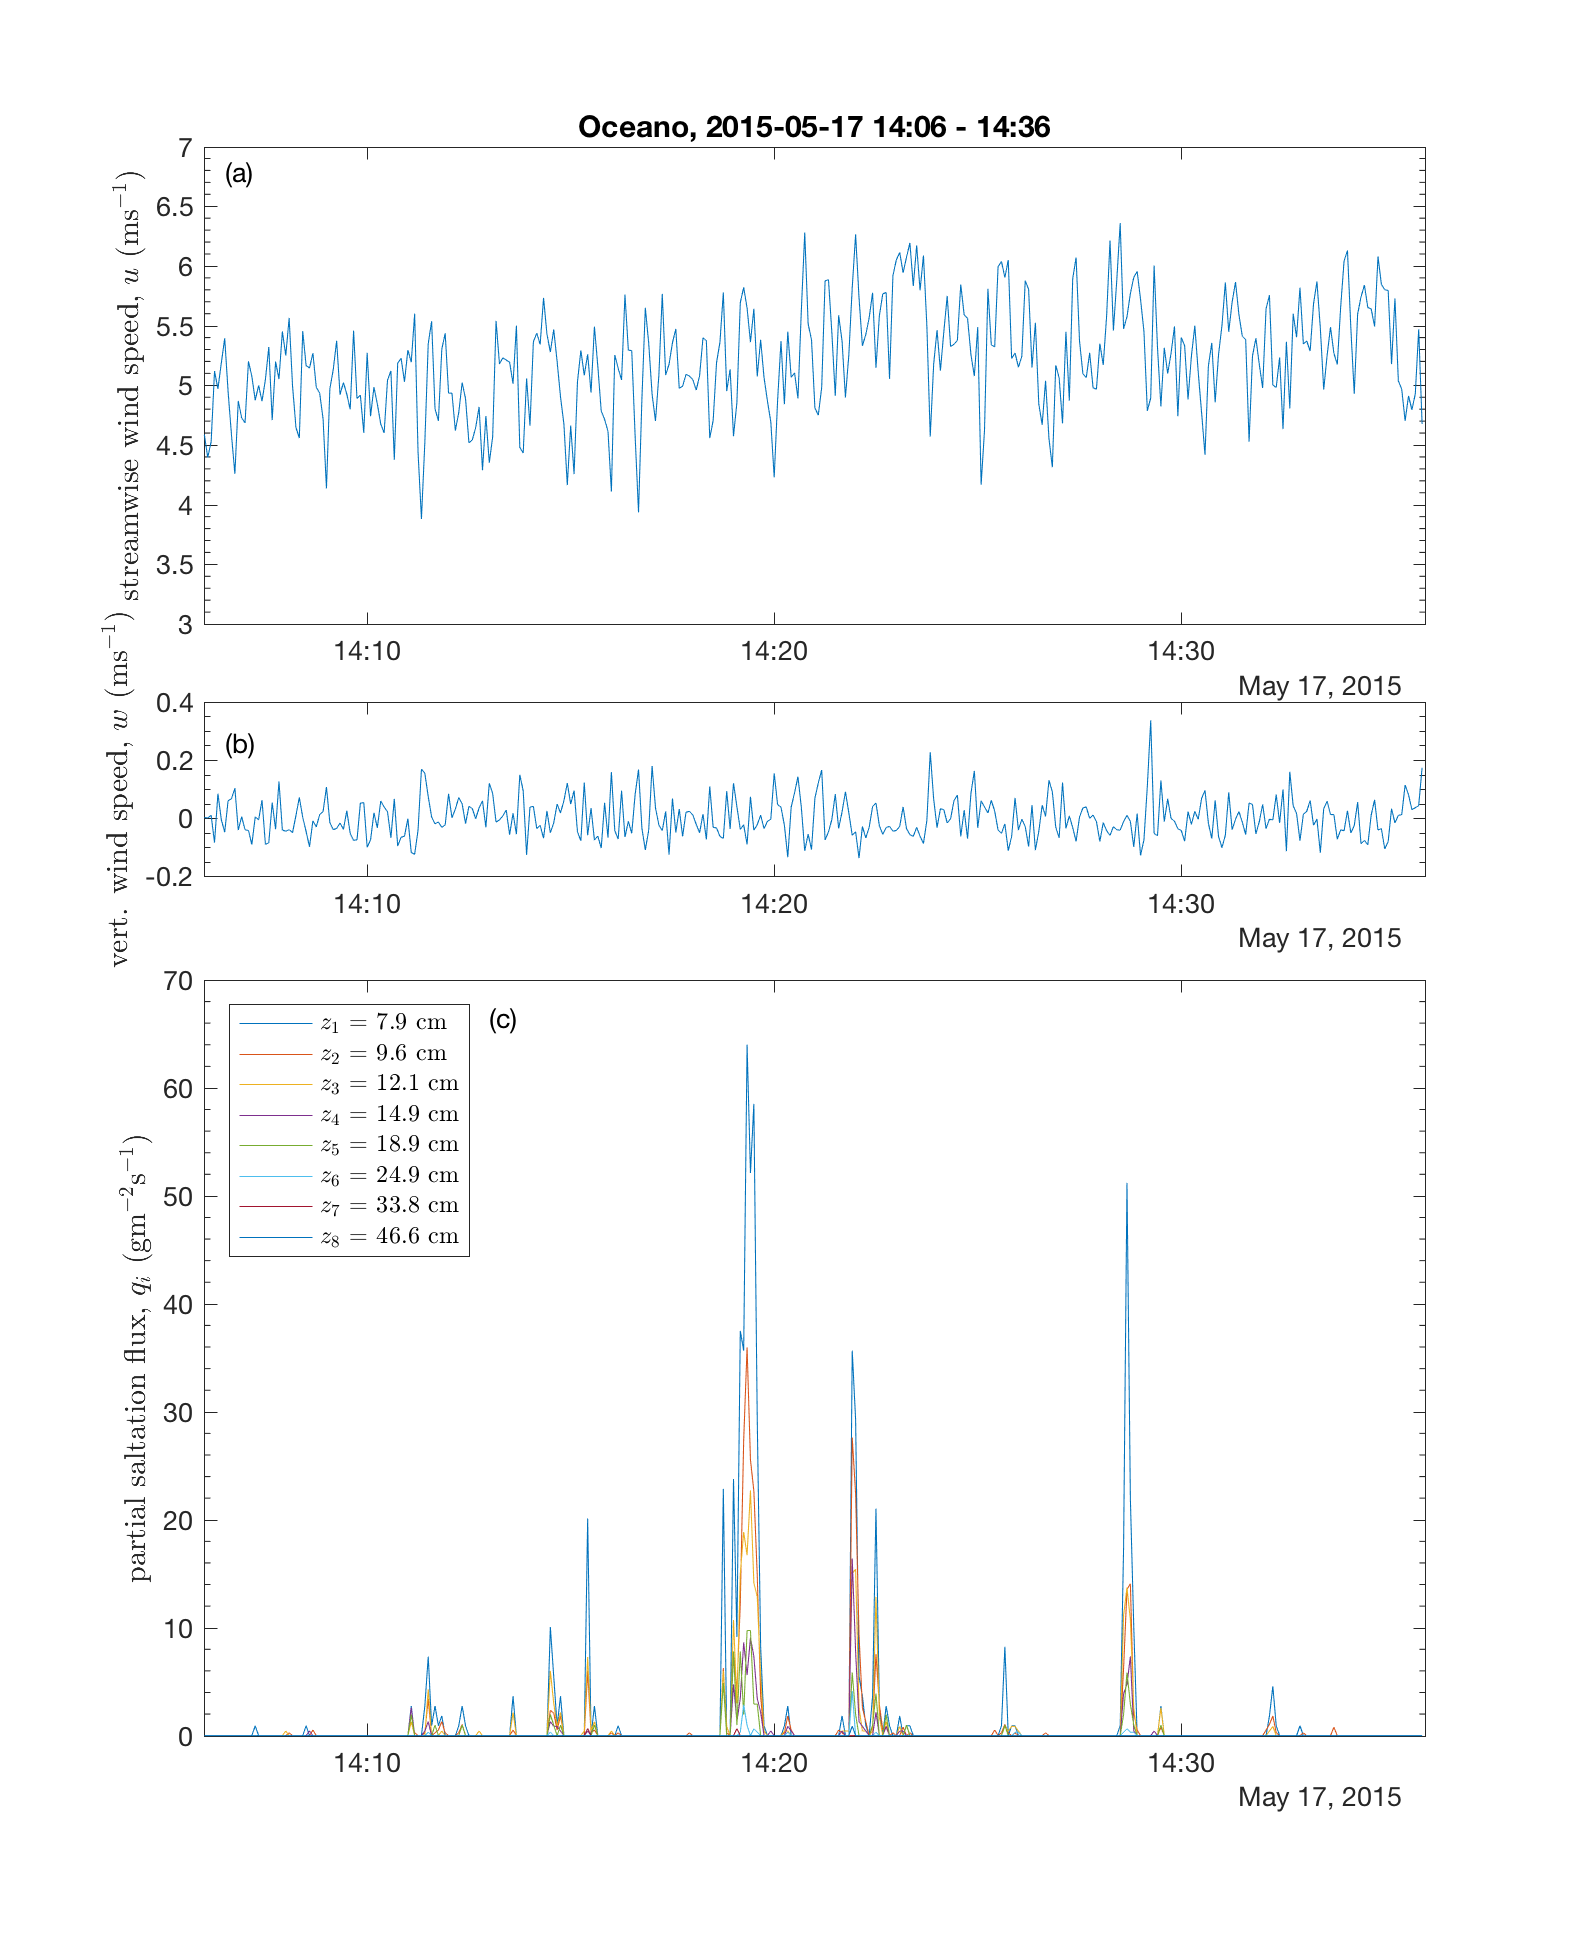 Oceano, 2015-05-17 14:06 - 14:36
(a)
streamwise wind speed, u (ms⁻¹)
7
6.5
6
5.5
5
4.5
4
3.5
3
14:10 14:20 14:30
May 17, 2015
(b)
vert. wind speed, w (ms⁻¹)
0.4
0.2
0
-0.2
14:10 14:20 14:30
May 17, 2015
(c)
partial saltation flux, qᵢ (gm⁻²s⁻¹)
70
60
50
40
30
20
10
0
z₁ = 7.9 cm
z₂ = 9.6 cm
z₃ = 12.1 cm
z₄ = 14.9 cm
z₅ = 18.9 cm
z₆ = 24.9 cm
z₇ = 33.8 cm
z₈ = 46.6 cm
14:10 14:20 14:30
May 17, 2015